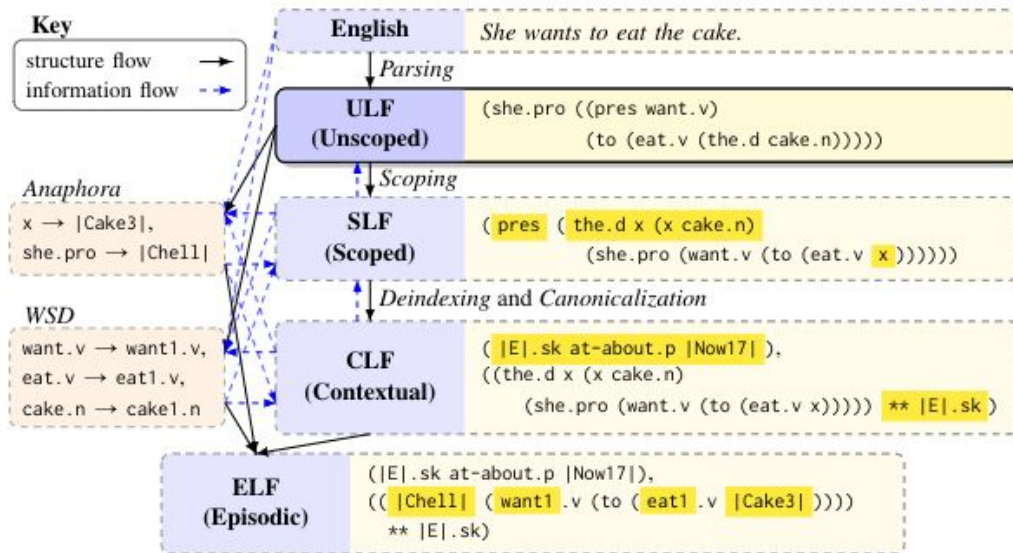 Key
structure flow
information flow
English
She wants to eat the cake.
Parsing
ULF
(Unscoped)
(she.pro ((pres want.v)
(to (eat.v (the.d cake.n)))))
Scoping
Anaphora
x → |Cake3|,
she.pro → |Chell|
SLF
(Scoped)
(pres (the.d x (x cake.n)
(she.pro (want.v (to (eat.v x))))))
Deindexing and Canonicalization
WSD
want.v → want1.v,
eat.v → eat1.v,
cake.n → cake1.n
CLF
(Contextual)
(|E|.sk at-about.p |Now17|),
((the.d x (x cake.n)
(she.pro (want.v (to (eat.v x))))) ** |E|.sk)
ELF
(Episodic)
(|E|.sk at-about.p |Now17|),
((|Chell| (want1.v (to (eat1.v |Cake3|))))
** |E|.sk)